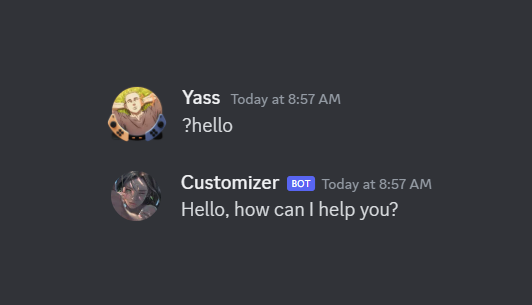 Yass Today at 8:57 AM
?hello
Customizer BOT Today at 8:57 AM
Hello, how can I help you?